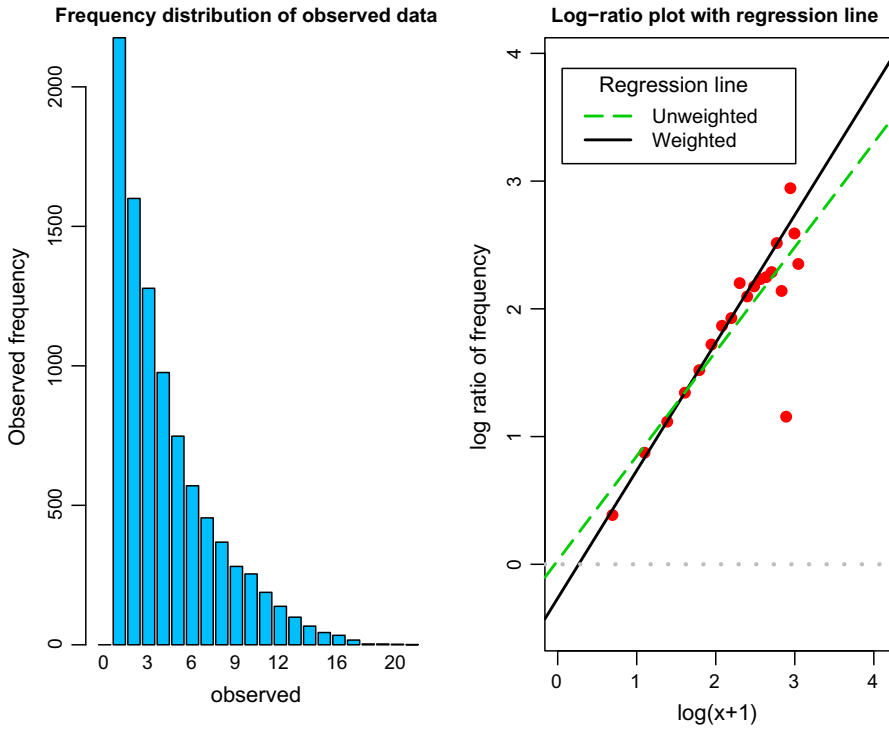 Frequency distribution of observed data
Observed frequency
2000
1500
1000
500
0
0 3 6 9 12 16 20
observed
Log−ratio plot with regression line
log ratio of frequency
4
3
2
1
0
Regression line
Unweighted
Weighted
0 1 2 3 4
log(x+1)